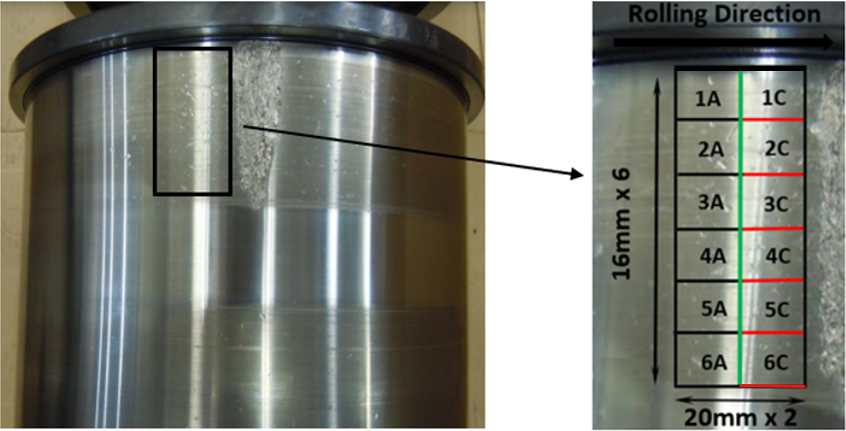 Rolling Direction
1A 1C
2A 2C
3A 3C
4A 4C
5A 5C
6A 6C
16mm x 6
20mm x 2